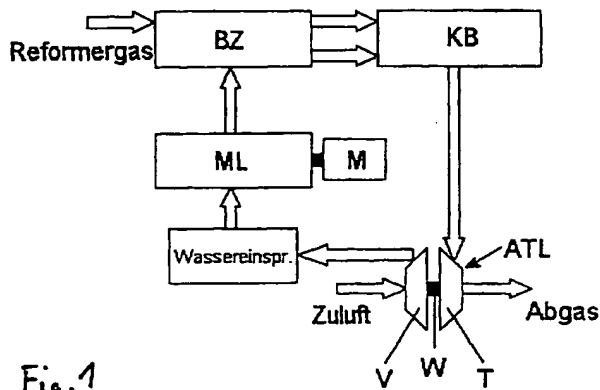 BZ
KB
Reformergas
ML
M
Wassereinspr.
ATL
Zuluft
Abgas
V
W
T
Fig. 1